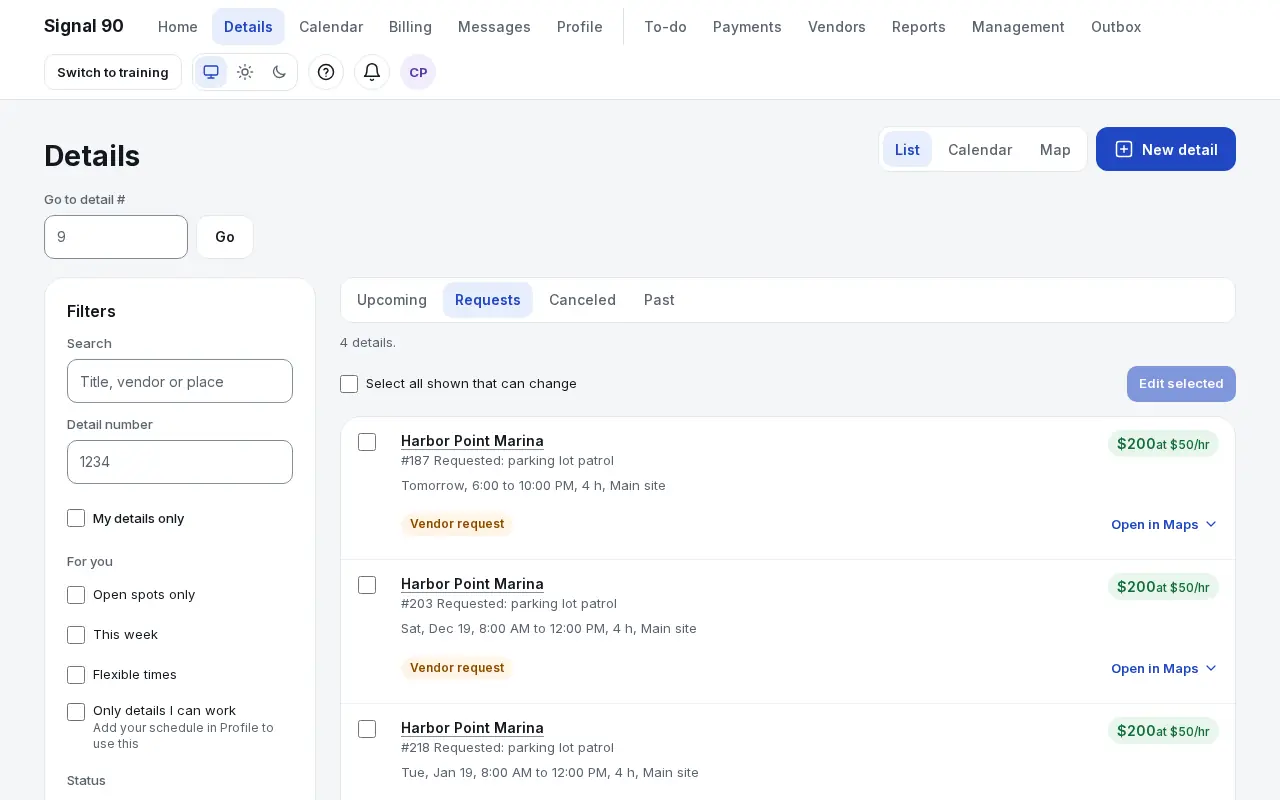 Signal 90
Home
Details
Calendar
Billing
Messages
Profile
To-do
Payments
Vendors
Reports
Management
Outbox
Switch to training
CP
Details
List
Calendar
Map
New detail
Go to detail #
9
Go
Filters
Search
Title, vendor or place
Detail number
1234
My details only
For you
Open spots only
This week
Flexible times
Only details I can work
Add your schedule in Profile to
use this
Status
Upcoming
Requests
Canceled
Past
4 details.
Select all shown that can change
Edit selected
Harbor Point Marina
$200 at $50/hr
#187 Requested: parking lot patrol
Tomorrow, 6:00 to 10:00 PM, 4 h, Main site
Vendor request
Open in Maps
Harbor Point Marina
$200 at $50/hr
#203 Requested: parking lot patrol
Sat, Dec 19, 8:00 AM to 12:00 PM, 4 h, Main site
Vendor request
Open in Maps
Harbor Point Marina
$200 at $50/hr
#218 Requested: parking lot patrol
Tue, Jan 19, 8:00 AM to 12:00 PM, 4 h, Main site